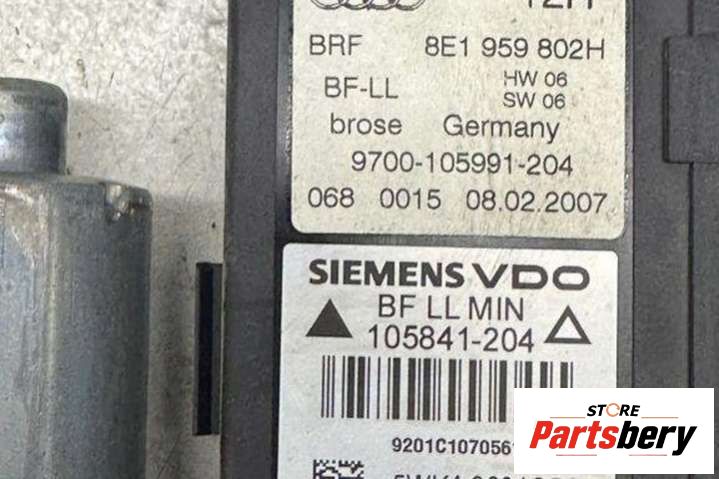 BRF 8E1 959 802H
BF-LL HW 06
SW 06
brose Germany
9700-105991-204
068 0015 08.02.2007
SIEMENS VDO
BF LL MIN
105841-204
9201C107056
STORE
Partsbery